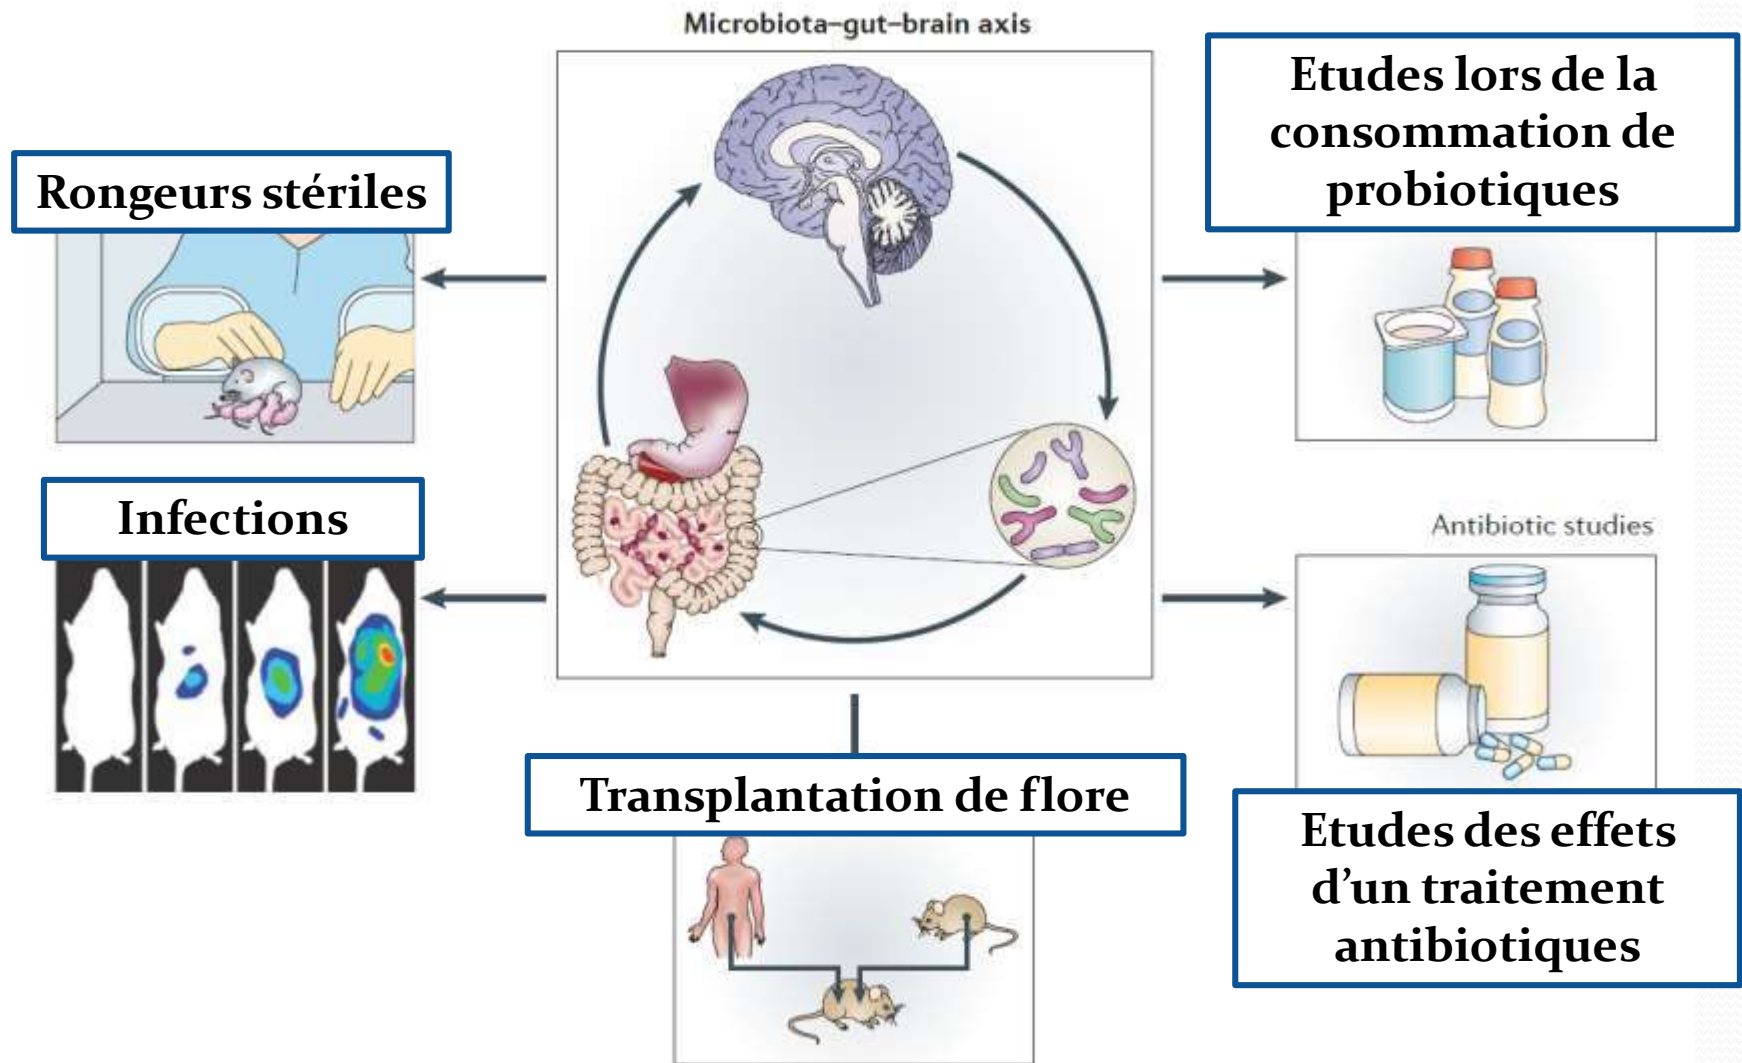 Microbiota–gut–brain axis
Rongeurs stériles
Etudes lors de la
consommation de
probiotiques
Infections
Antibiotic studies
Transplantation de flore
Etudes des effets
d’un traitement
antibiotiques